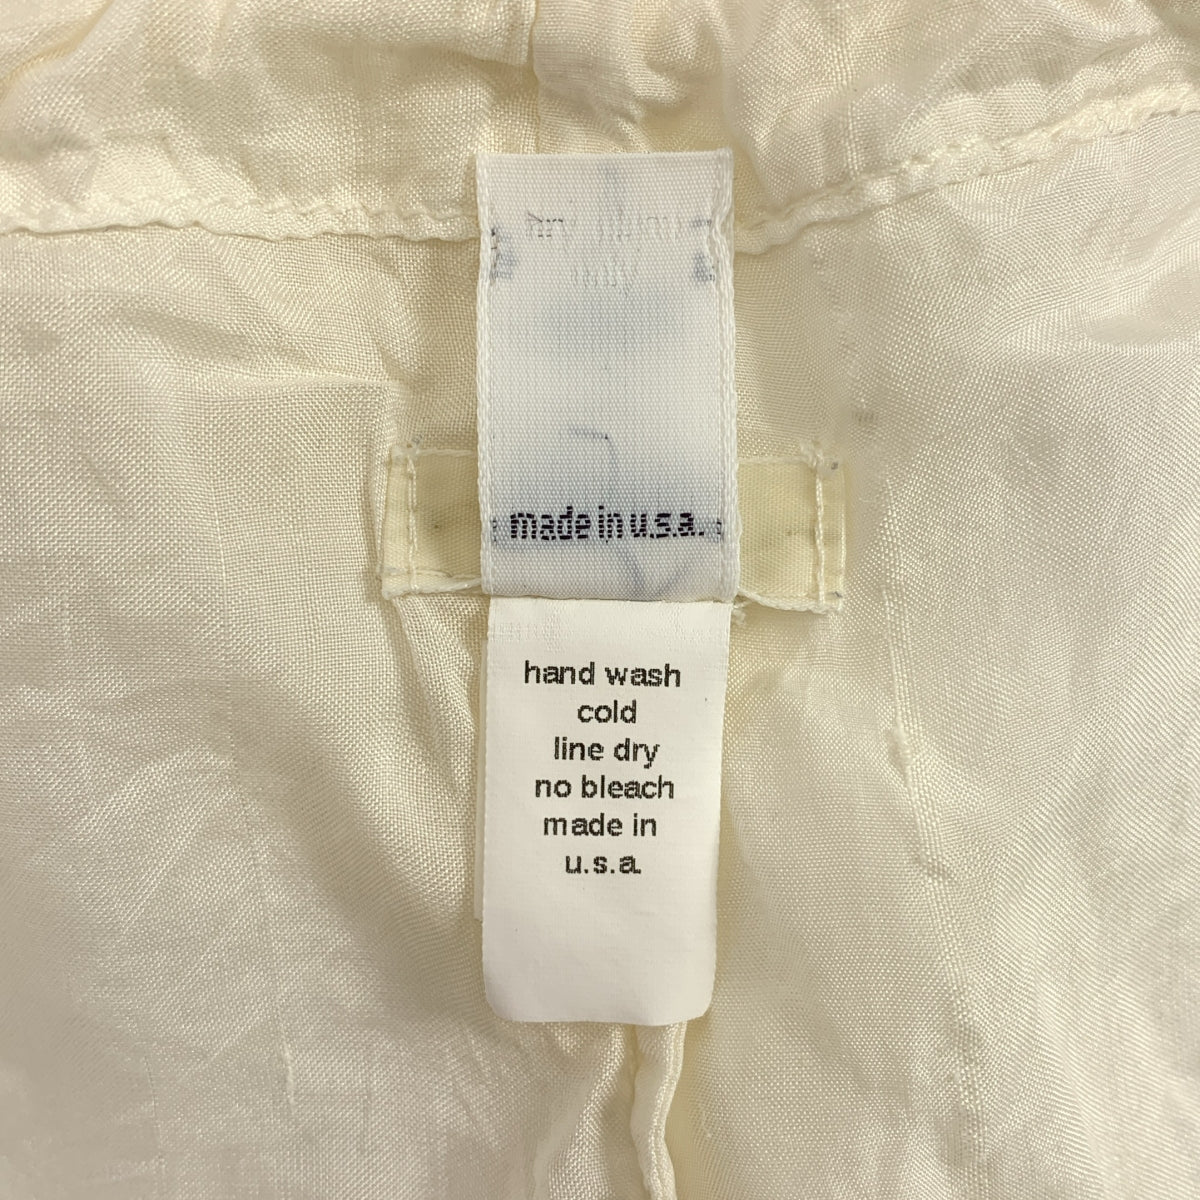 made in u.s.a.
hand wash
cold
line dry
no bleach
made in
u.s.a.